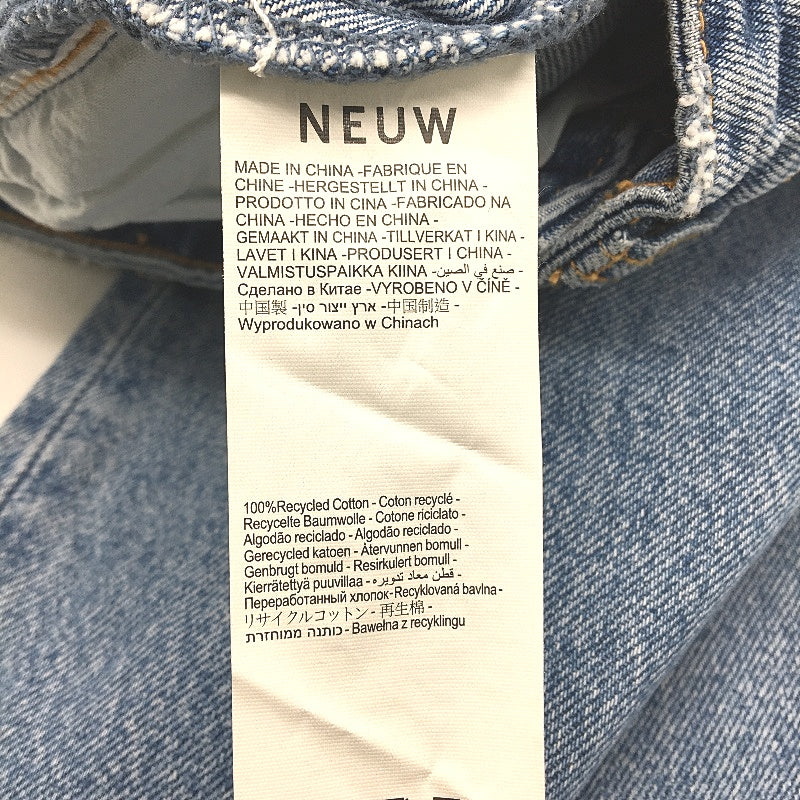 NEUW
MADE IN CHINA -FABRIQUE EN
CHINE -HERGESTELLT IN CHINA -
PRODOTTO IN CINA -FABRICADO NA
CHINA -HECHO EN CHINA -
GEMAAKT IN CHINA -TILLVERKAT I KINA -
LAVET I KINA -PRODUSERT I CHINA -
VALMISTUSPAIKKA KIINA -صنع في الصين -
Сделано в Китае -VYROBENO V ČÍNĚ -
中国製 -ארץ ייצור סין -中国制造 -
Wyprodukowano w Chinach
100%Recycled Cotton - Coton recyclé -
Recycelte Baumwolle - Cotone riciclato -
Algodão reciclado - Algodão reciclado -
Gerecycled katoen - Återvunnen bomull -
Genbrugt bomuld - Resirkulert bomull -
Kierrätettyä puuvillaa - قطن معاد تدويره -
Переработанный хлопок-Recyklovaná bavlna-
リサイクルコットン - 再生棉 -
כותנה ממוחזרת - Bawełna z recyklingu